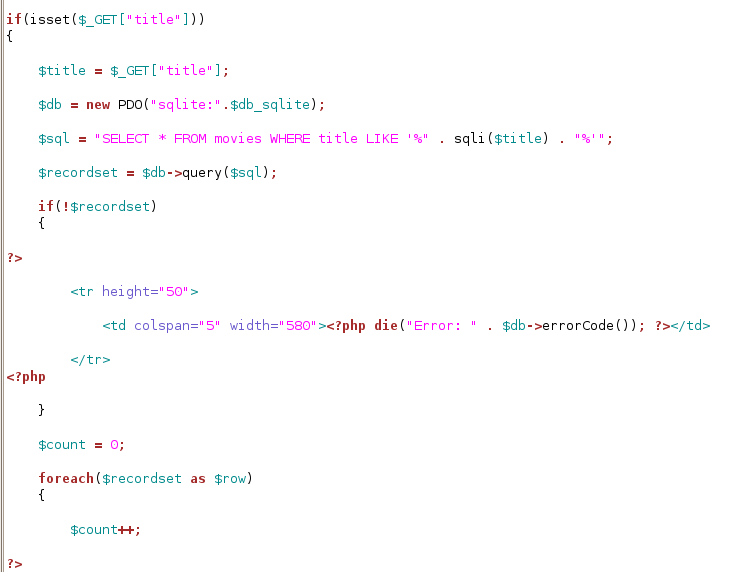 if(isset($_GET["title"]))
{
$title = $_GET["title"];
$db = new PDO("sqlite:".$db_sqlite);
$sql = "SELECT * FROM movies WHERE title LIKE '%" . sqli($title) . "%'";
$recordset = $db->query($sql);
if(!$recordset)
{
?>
<tr height="50">
<td colspan="5" width="580"><?php die("Error: " . $db->errorCode()); ?></td>
</tr>
<?php
}
$count = 0;
foreach($recordset as $row)
{
$count++;
?>